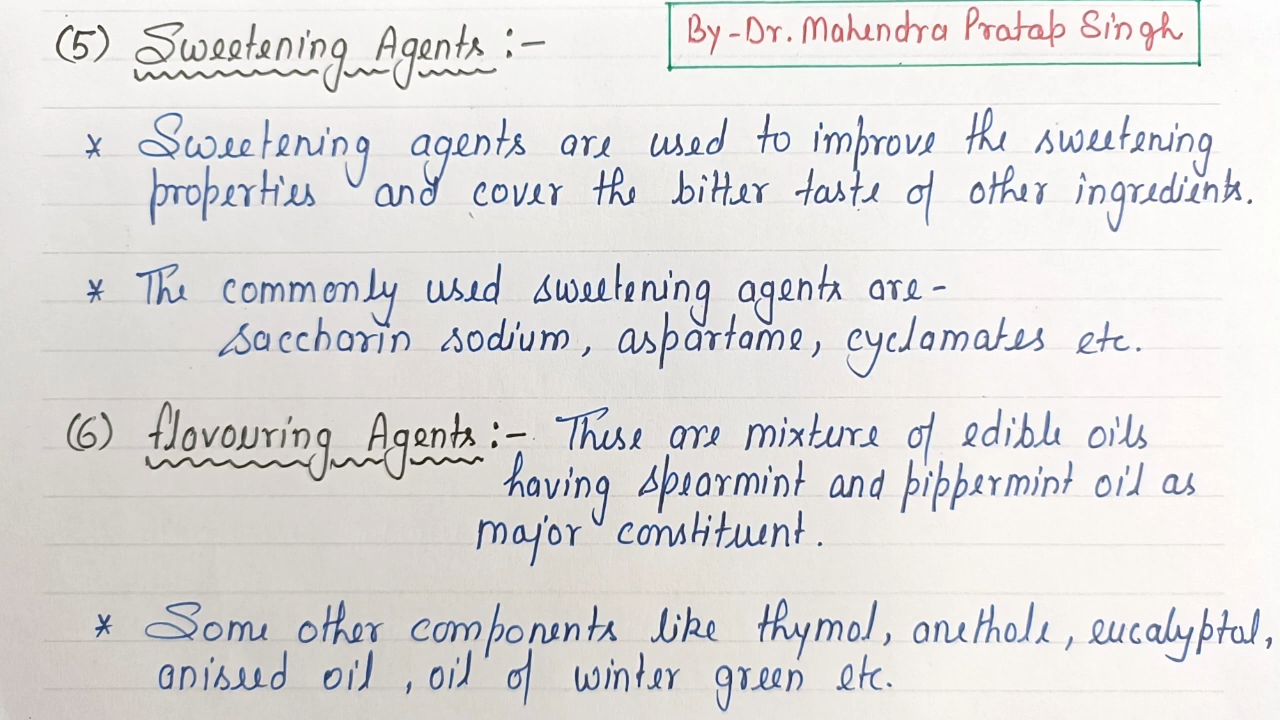 (5) Sweetening Agents :-
By-Dr. Mahendra Pratap Singh
* Sweetening agents are used to improve the sweetening
properties and cover the bitter taste of other ingredients.
* The commonly used sweetening agents are-
saccharin sodium, aspartame, cyclamates etc.
(6) flavouring Agents :- These are mixture of edible oils
having spearmint and pippermint oil as
major constituent.
* Some other components like thymol, anethole, eucalyptol,
aniseed oil, oil of winter green etc.